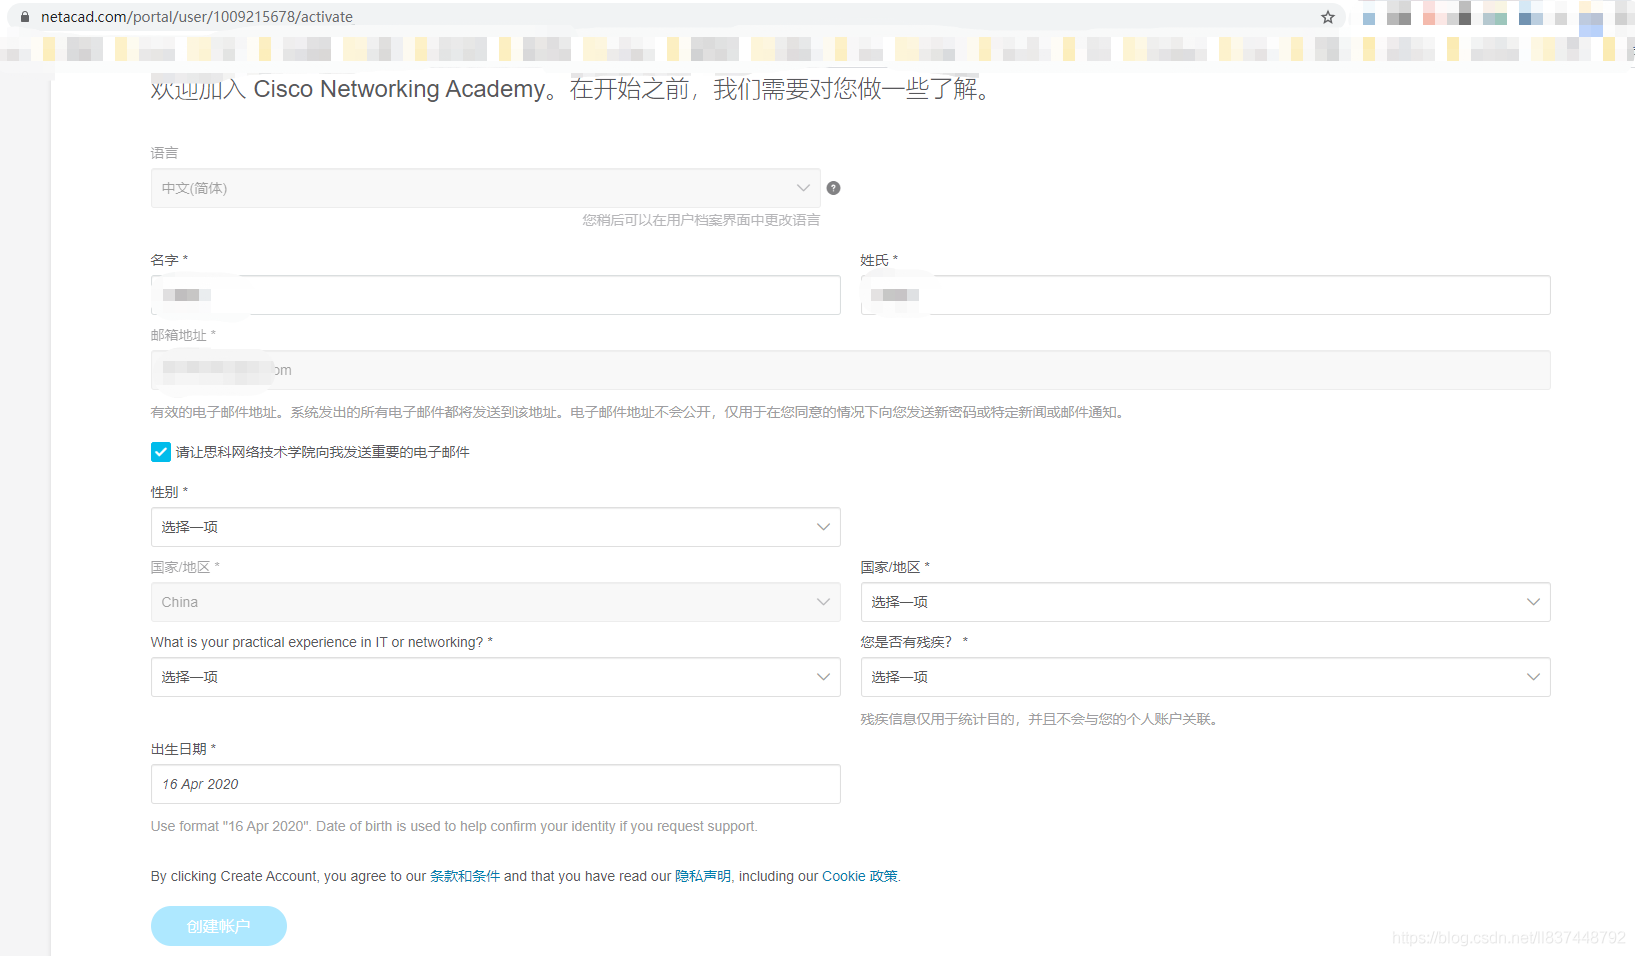 netacad.com/portal/user/1009215678/activate
欢迎加入 Cisco Networking Academy。在开始之前，我们需要对您做一些了解。
语言
中文(简体)
?
您稍后可以在用户档案界面中更改语言
名字 *
姓氏 *
邮箱地址 *
om
有效的电子邮件地址。系统发出的所有电子邮件都将发送到该地址。电子邮件地址不会公开，仅用于在您同意的情况下向您发送新密码或特定新闻或邮件通知。
请让思科网络技术学院向我发送重要的电子邮件
性别 *
选择一项
国家/地区 *
国家/地区 *
China
选择一项
What is your practical experience in IT or networking? *
您是否有残疾？ *
选择一项
选择一项
残疾信息仅用于统计目的，并且不会与您的个人账户关联。
出生日期 *
16 Apr 2020
Use format "16 Apr 2020". Date of birth is used to help confirm your identity if you request support.
By clicking Create Account, you agree to our 条款和条件 and that you have read our 隐私声明, including our Cookie 政策.
创建帐户
https://blog.csdn.net/ll837448792